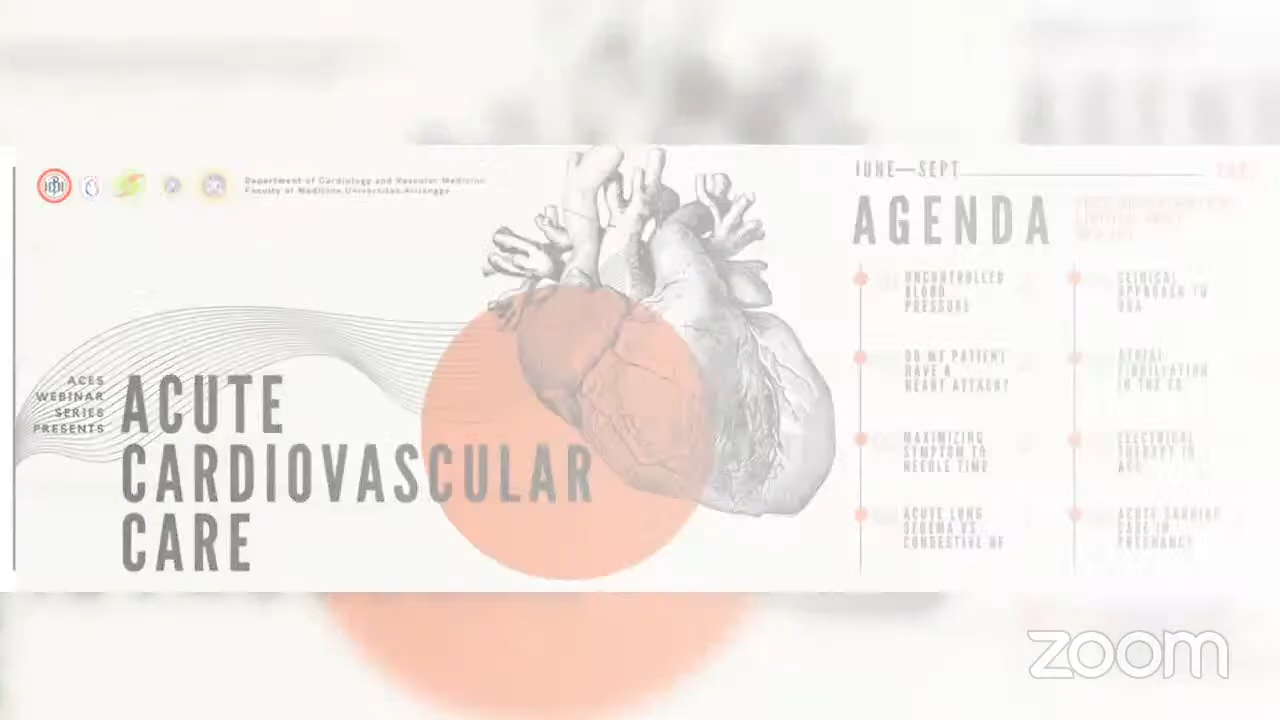 Department of Cardiology and Vascular Medicine
Faculty of Medicine Universitas Airlangga
ACES
WEBINAR
SERIES
PRESENTS
ACUTE
CARDIOVASCULAR
CARE
JUNE—SEPT
AGENDA
UNCONTROLLED
BLOOD
PRESSURE
DO MY PATIENT
HAVE A
HEART ATTACK?
MAXIMIZING
SYMPTOM TO
NEEDLE TIME
ACUTE LUNG
OEDEMA VS
CONGESTIVE HF
CLINICAL
APPROACH TO
ATRIAL
FIBRILLATION
IN THE
ELECTRICAL
THERAPY IN
ACUTE CARDIAC
CARE IN
PREGNANCY
zoom